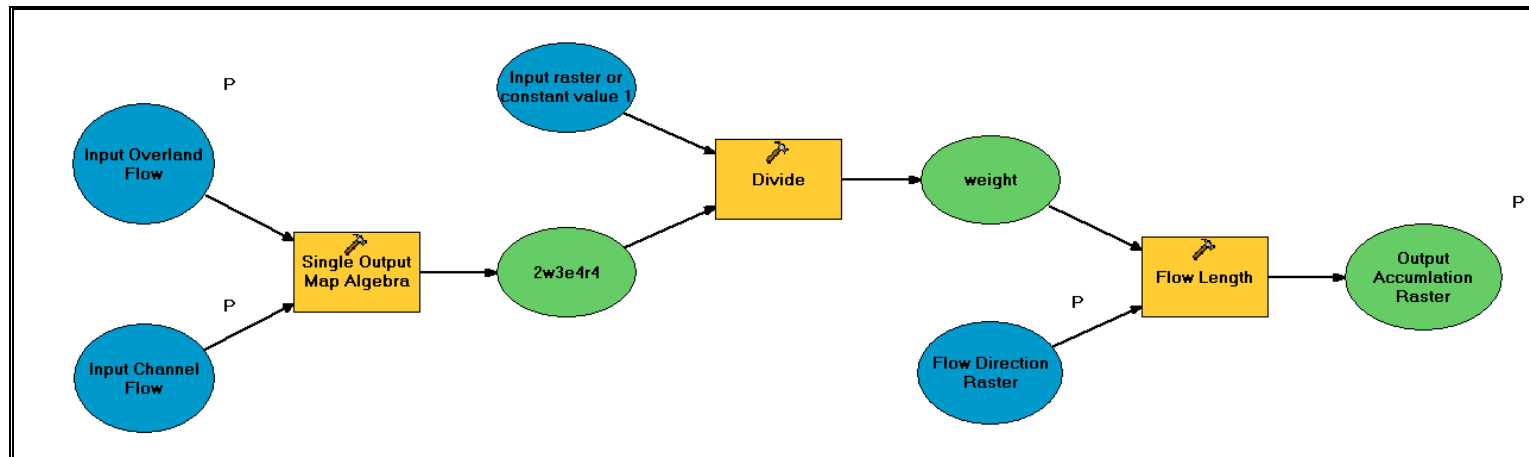 P
Input Overland
Flow
P
Input Channel
Flow
Single Output
Map Algebra
2w3e4r4
Input raster or
constant value 1
Divide
weight
P
Flow Direction
Raster
Flow Length
P
Output
Accumlation
Raster